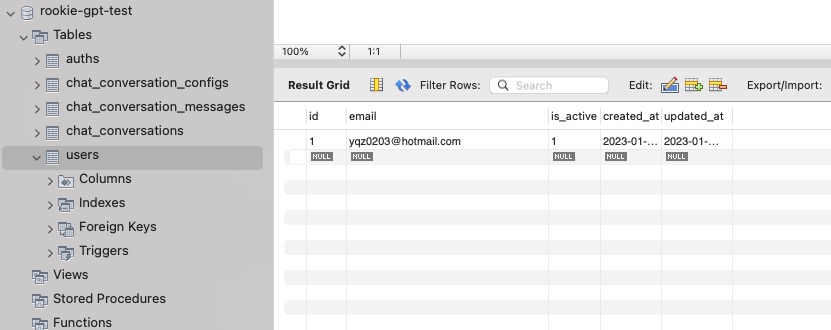 rookie-gpt-test
Tables
auths
chat_conversation_configs
chat_conversation_messages
chat_conversations
users
Columns
Indexes
Foreign Keys
Triggers
Views
Stored Procedures
Functions
100% 1:1
Result Grid Filter Rows: Search Edit: Export/Import:
id email is_active created_at updated_at
1 yqz0203@hotmail.com 1 2023-01-... 2023-01-...
NULL NULL NULL NULL NULL